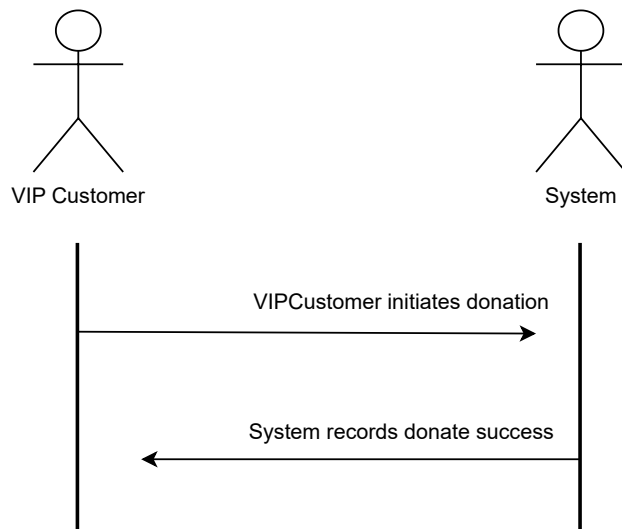 VIP Customer
System
VIPCustomer initiates donation
System records donate success